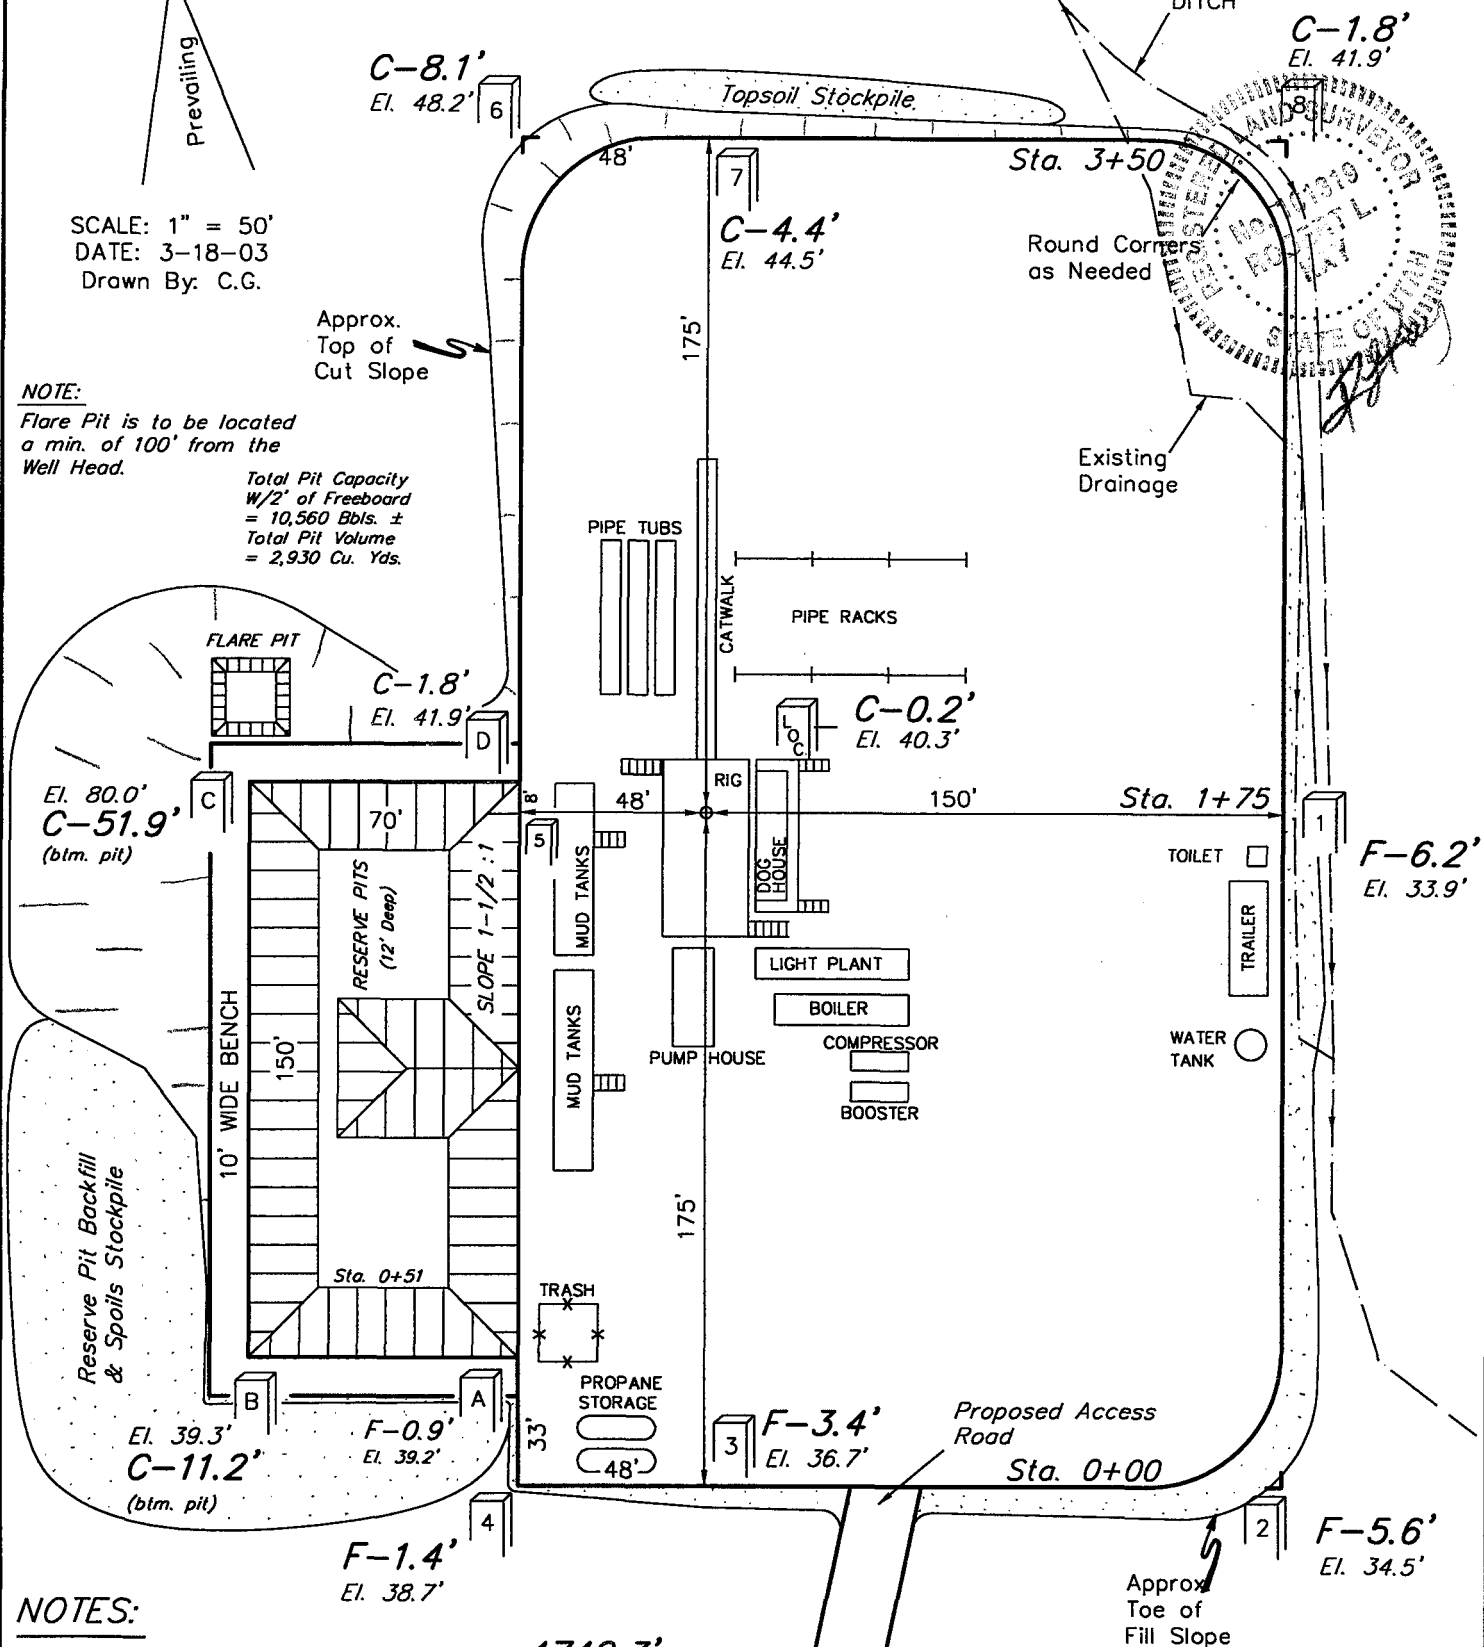 DITCH
C-1.8'
El. 41.9'
8
Prevailing
C-8.1'
El. 48.2'
6
Topsoil Stockpile
48'
7
C-4.4'
El. 44.5'
Sta. 3+50
REGISTERED LAND SURVEYOR
STATE OF UTAH
SCALE: 1" = 50'
DATE: 3-18-03
Drawn By: C.G.
Round Corners
as Needed
Approx.
Top of
Cut Slope
175'
NOTE:
Flare Pit is to be located
a min. of 100' from the
Well Head.
Total Pit Capacity
W/2' of Freeboard
= 10,560 Bbls. ±
Total Pit Volume
= 2,930 Cu. Yds.
Existing
Drainage
PIPE TUBS
CATWALK
PIPE RACKS
FLARE PIT
C-1.8'
El. 41.9'
D
LOC.
C-0.2'
El. 40.3'
C
El. 80.0'
C-51.9'
(btm. pit)
70'
8'
48'
RIG
150'
Sta. 1+75
1
F-6.2'
El. 33.9'
5
DOG
HOUSE
TOILET
TRAILER
MUD TANKS
RESERVE PITS
(12' Deep)
SLOPE 1-1/2 :1
LIGHT PLANT
BOILER
COMPRESSOR
BOOSTER
PUMP HOUSE
WATER
TANK
MUD TANKS
10' WIDE BENCH
150'
Reserve Pit Backfill
& Spoils Stockpile
175'
Sta. 0+51
TRASH
PROPANE
STORAGE
B
A
El. 39.3'
C-11.2'
(btm. pit)
F-0.9'
El. 39.2'
33'
48'
3
F-3.4'
El. 36.7'
Proposed Access
Road
Sta. 0+00
4
F-1.4'
El. 38.7'
2
F-5.6'
El. 34.5'
Approx.
Toe of
Fill Slope
NOTES: